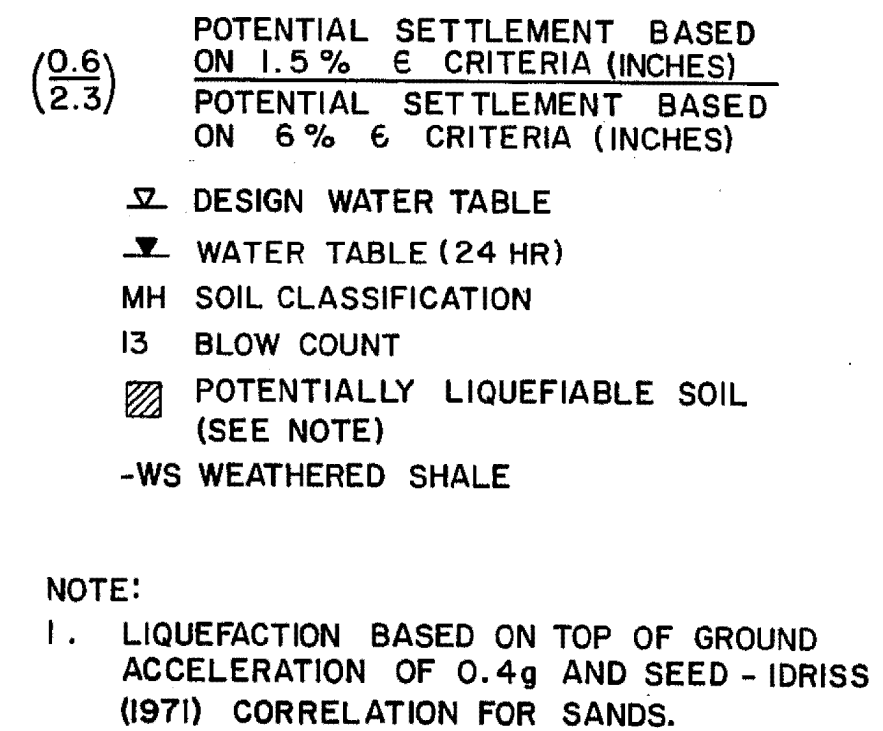 (0.6/2.3) POTENTIAL SETTLEMENT BASED
ON 1.5% ϵ CRITERIA (INCHES)
POTENTIAL SETTLEMENT BASED
ON 6% ϵ CRITERIA (INCHES)
DESIGN WATER TABLE
WATER TABLE (24 HR)
MH SOIL CLASSIFICATION
13 BLOW COUNT
POTENTIALLY LIQUEFIABLE SOIL
(SEE NOTE)
-WS WEATHERED SHALE
NOTE:
1. LIQUEFACTION BASED ON TOP OF GROUND
ACCELERATION OF 0.4g AND SEED-IDRISS
(1971) CORRELATION FOR SANDS.